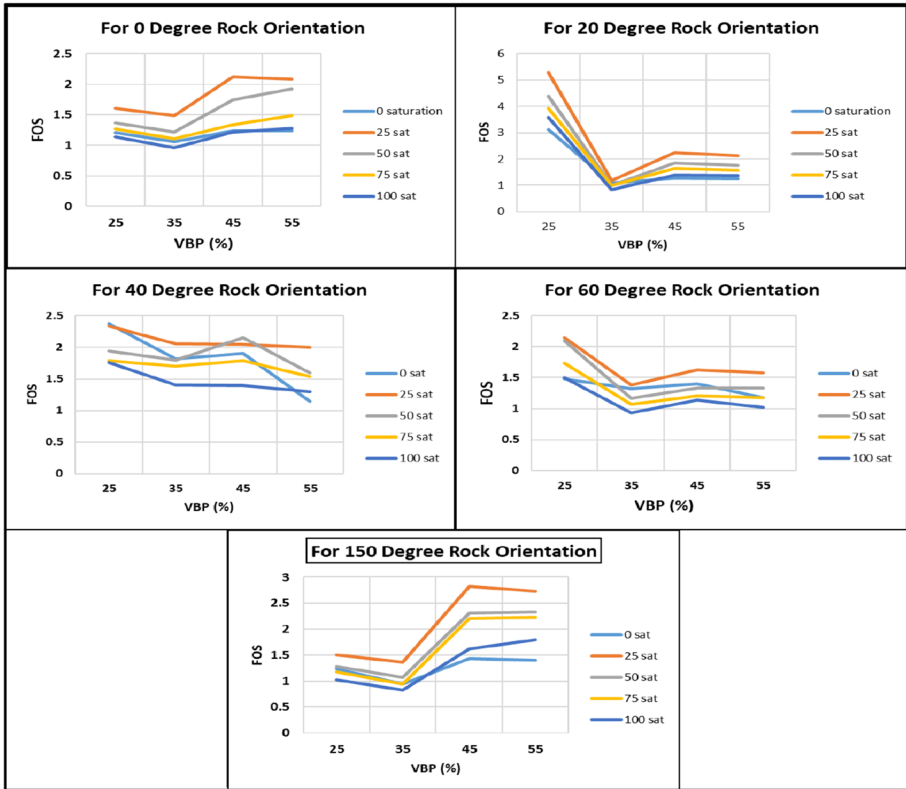 For 0 Degree Rock Orientation
2.5
2
1.5
1
0.5
0
FOS
25 35 45 55
VBP (%)
0 saturation
25 sat
50 sat
75 sat
100 sat
For 20 Degree Rock Orientation
6
5
4
3
2
1
0
FOS
25 35 45 55
VBP (%)
0 saturation
25 sat
50 sat
75 sat
100 sat
For 40 Degree Rock Orientation
2.5
2
1.5
1
0.5
0
FOS
25 35 45 55
VBP (%)
0 sat
25 sat
50 sat
75 sat
100 sat
For 60 Degree Rock Orientation
2.5
2
1.5
1
0.5
0
FOS
25 35 45 55
VBP (%)
0 sat
25 sat
50 sat
75 sat
100 sat
For 150 Degree Rock Orientation
3
2.5
2
1.5
1
0.5
0
FOS
25 35 45 55
VBP (%)
0 sat
25 sat
50 sat
75 sat
100 sat